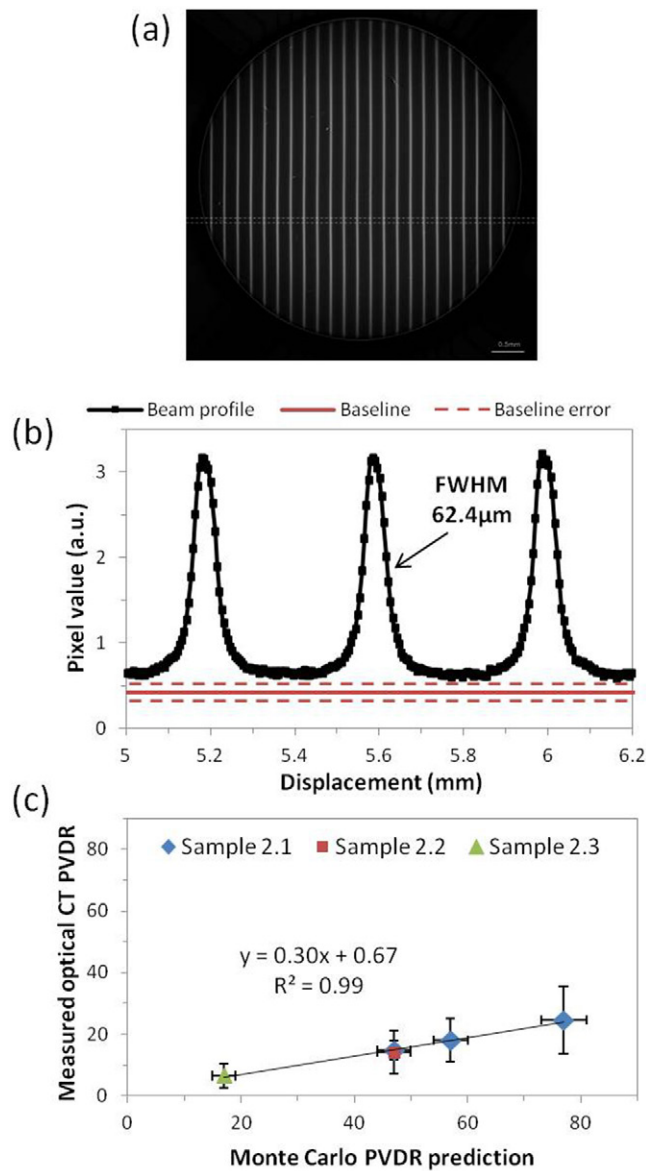 (a)
0.5mm
Beam profile Baseline Baseline error
(b)
3
2
1
0
Pixel value (a.u.)
FWHM
62.4µm
5 5.2 5.4 5.6 5.8 6 6.2
Displacement (mm)
(c)
80
60
40
20
0
Measured optical CT PVDR
Sample 2.1 Sample 2.2 Sample 2.3
y = 0.30x + 0.67
R² = 0.99
0 20 40 60 80
Monte Carlo PVDR prediction